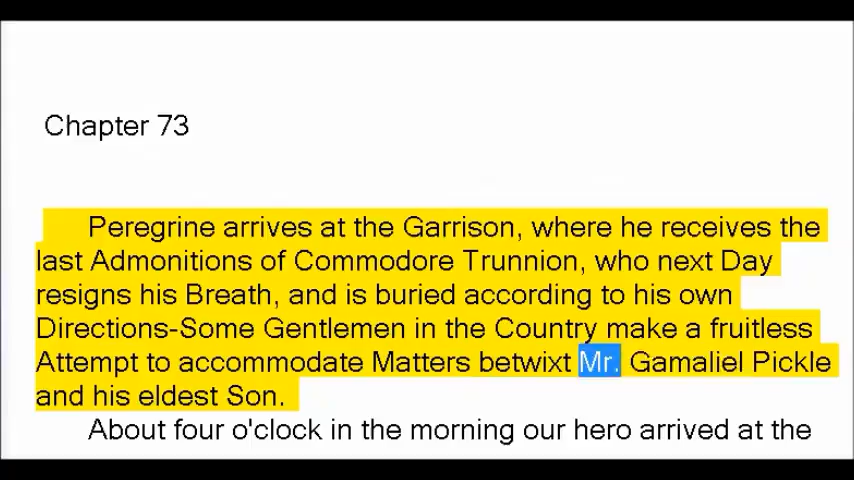 Chapter 73
Peregrine arrives at the Garrison, where he receives the
last Admonitions of Commodore Trunnion, who next Day
resigns his Breath, and is buried according to his own
Directions-Some Gentlemen in the Country make a fruitless
Attempt to accommodate Matters betwixt Mr. Gamaliel Pickle
and his eldest Son.
About four o'clock in the morning our hero arrived at the